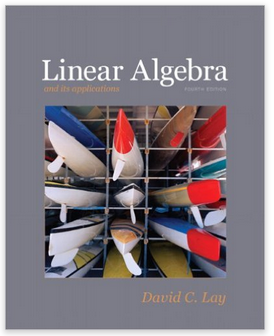 Linear Algebra
and its applications
FOURTH EDITION
David C. Lay